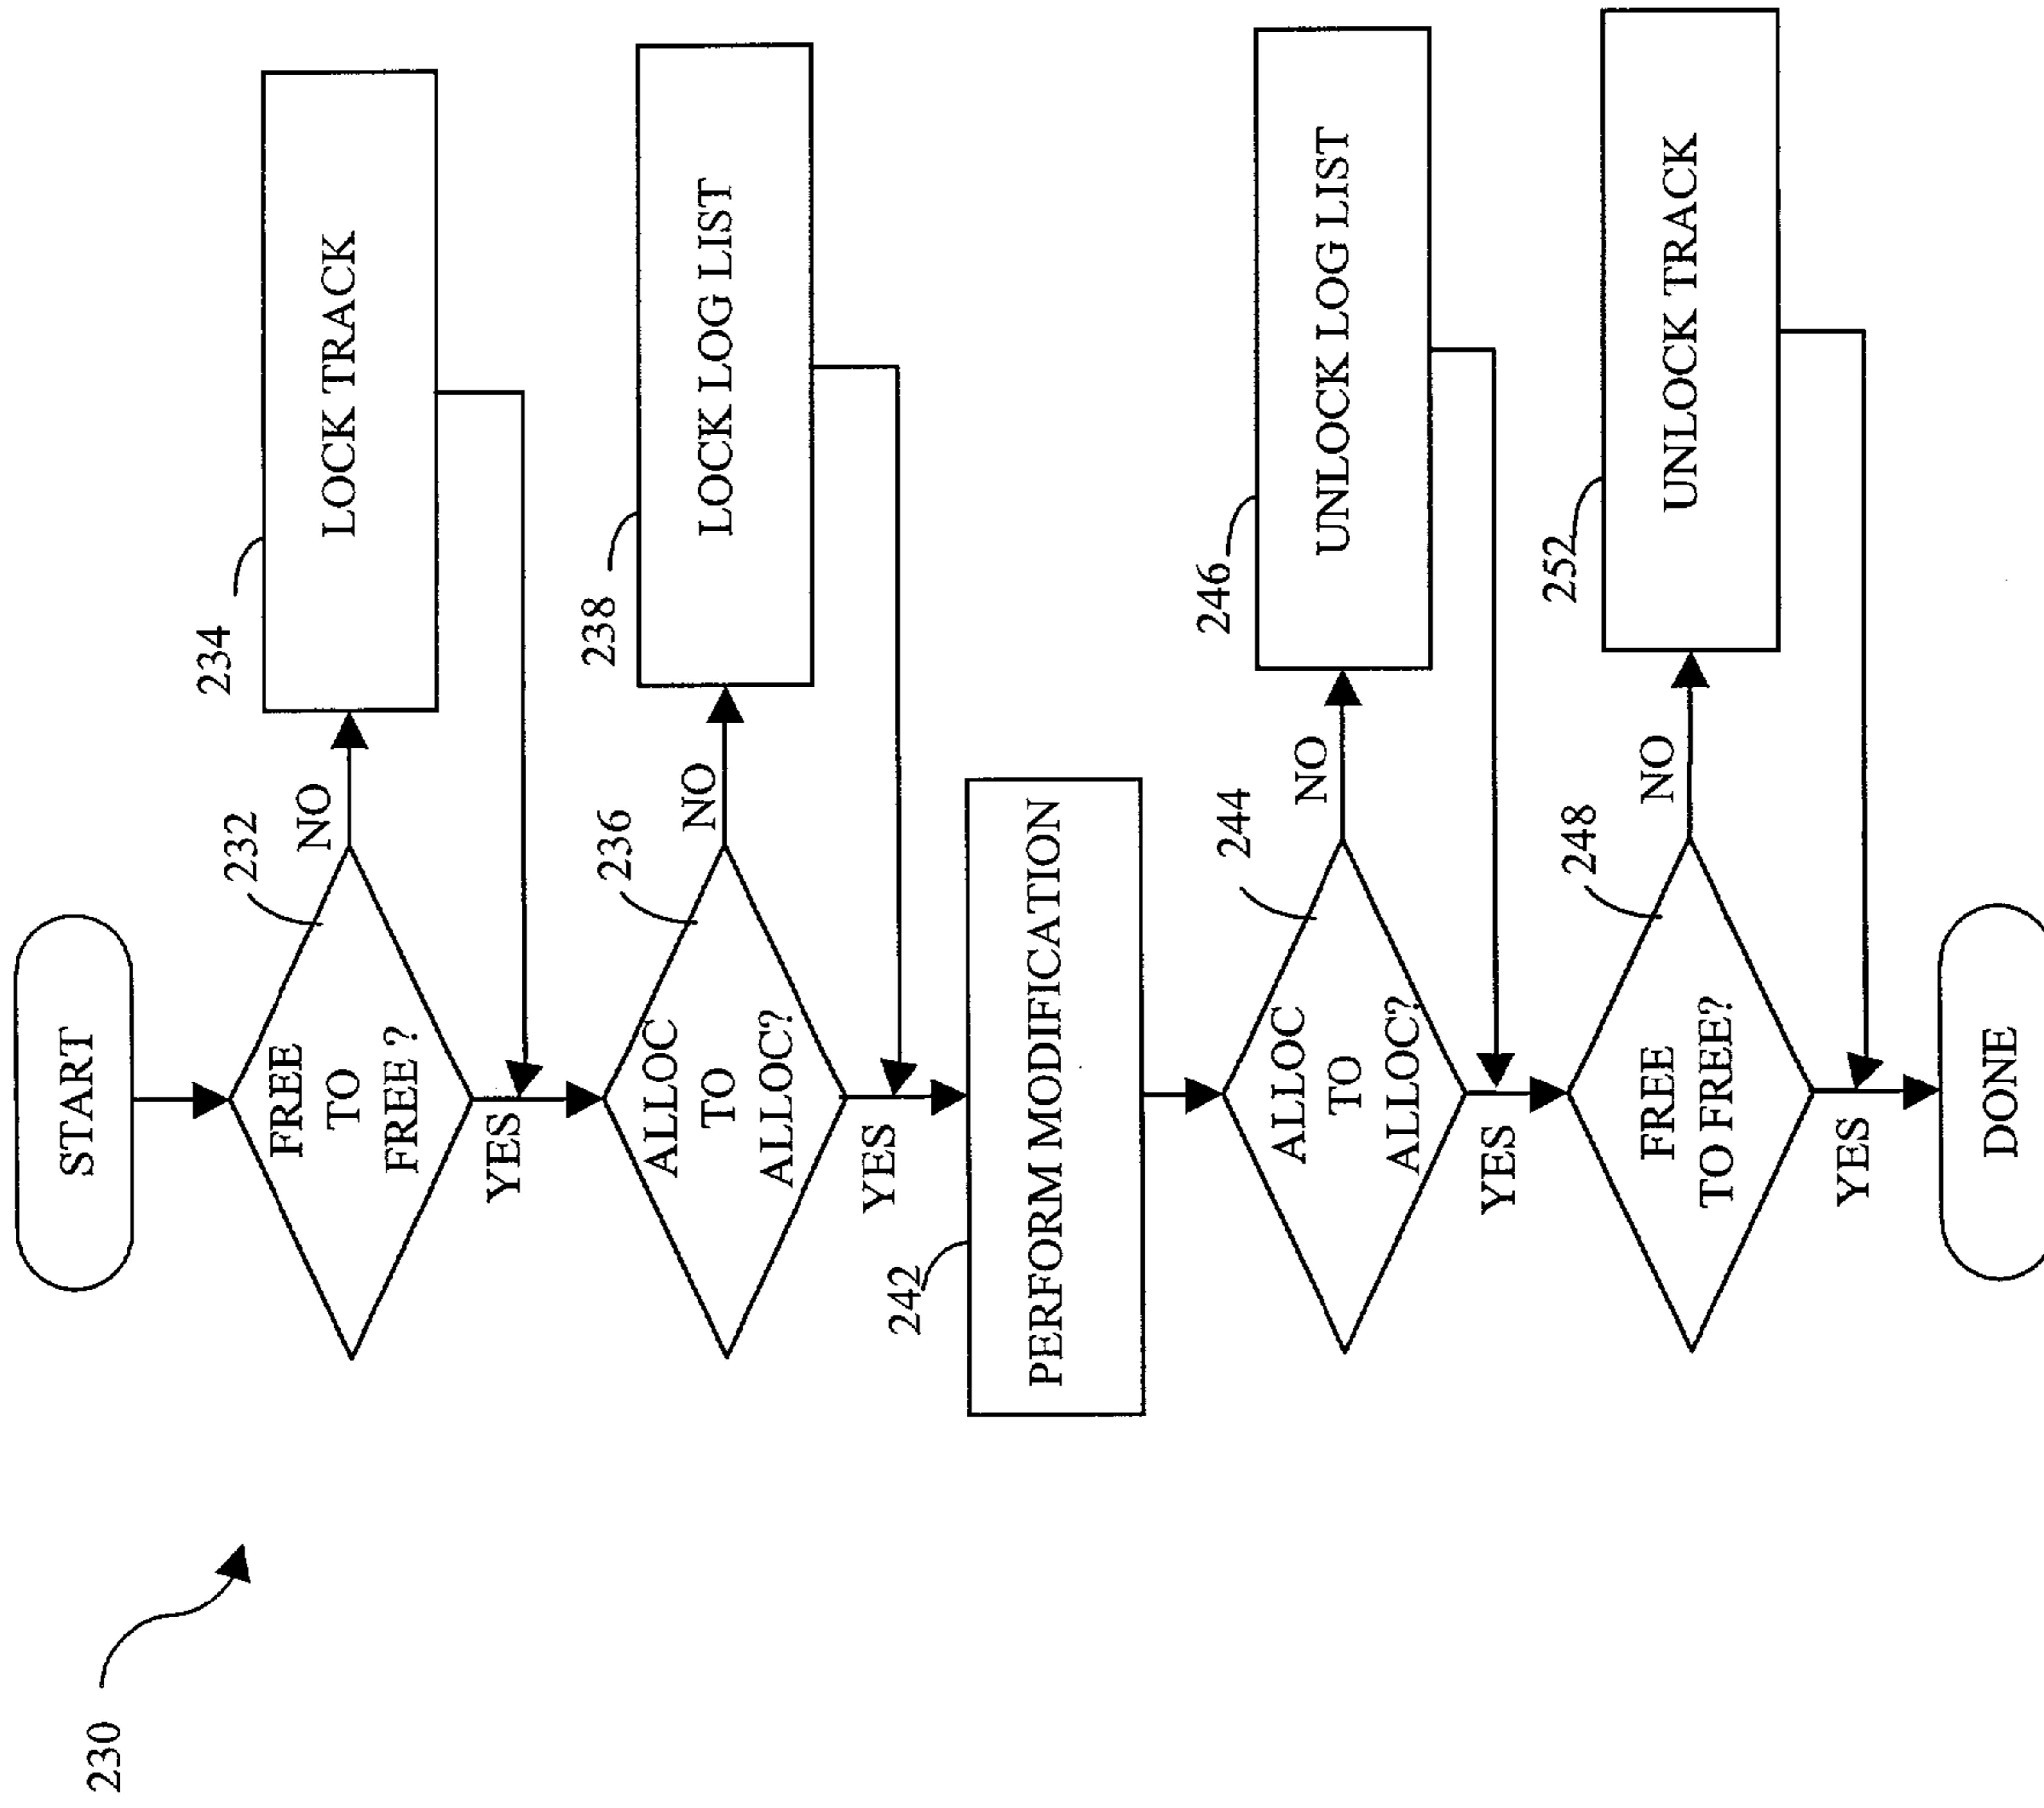 230
START
232
FREE
TO
FREE ?
NO
234
LOCK TRACK
YES
236
ALLOC
TO
ALLOC?
NO
238
LOCK LOG LIST
YES
242
PERFORM MODIFICATION
244
ALLOC
TO
ALLOC?
NO
246
UNLOCK LOG LIST
YES
248
FREE
TO FREE?
NO
252
UNLOCK TRACK
YES
DONE